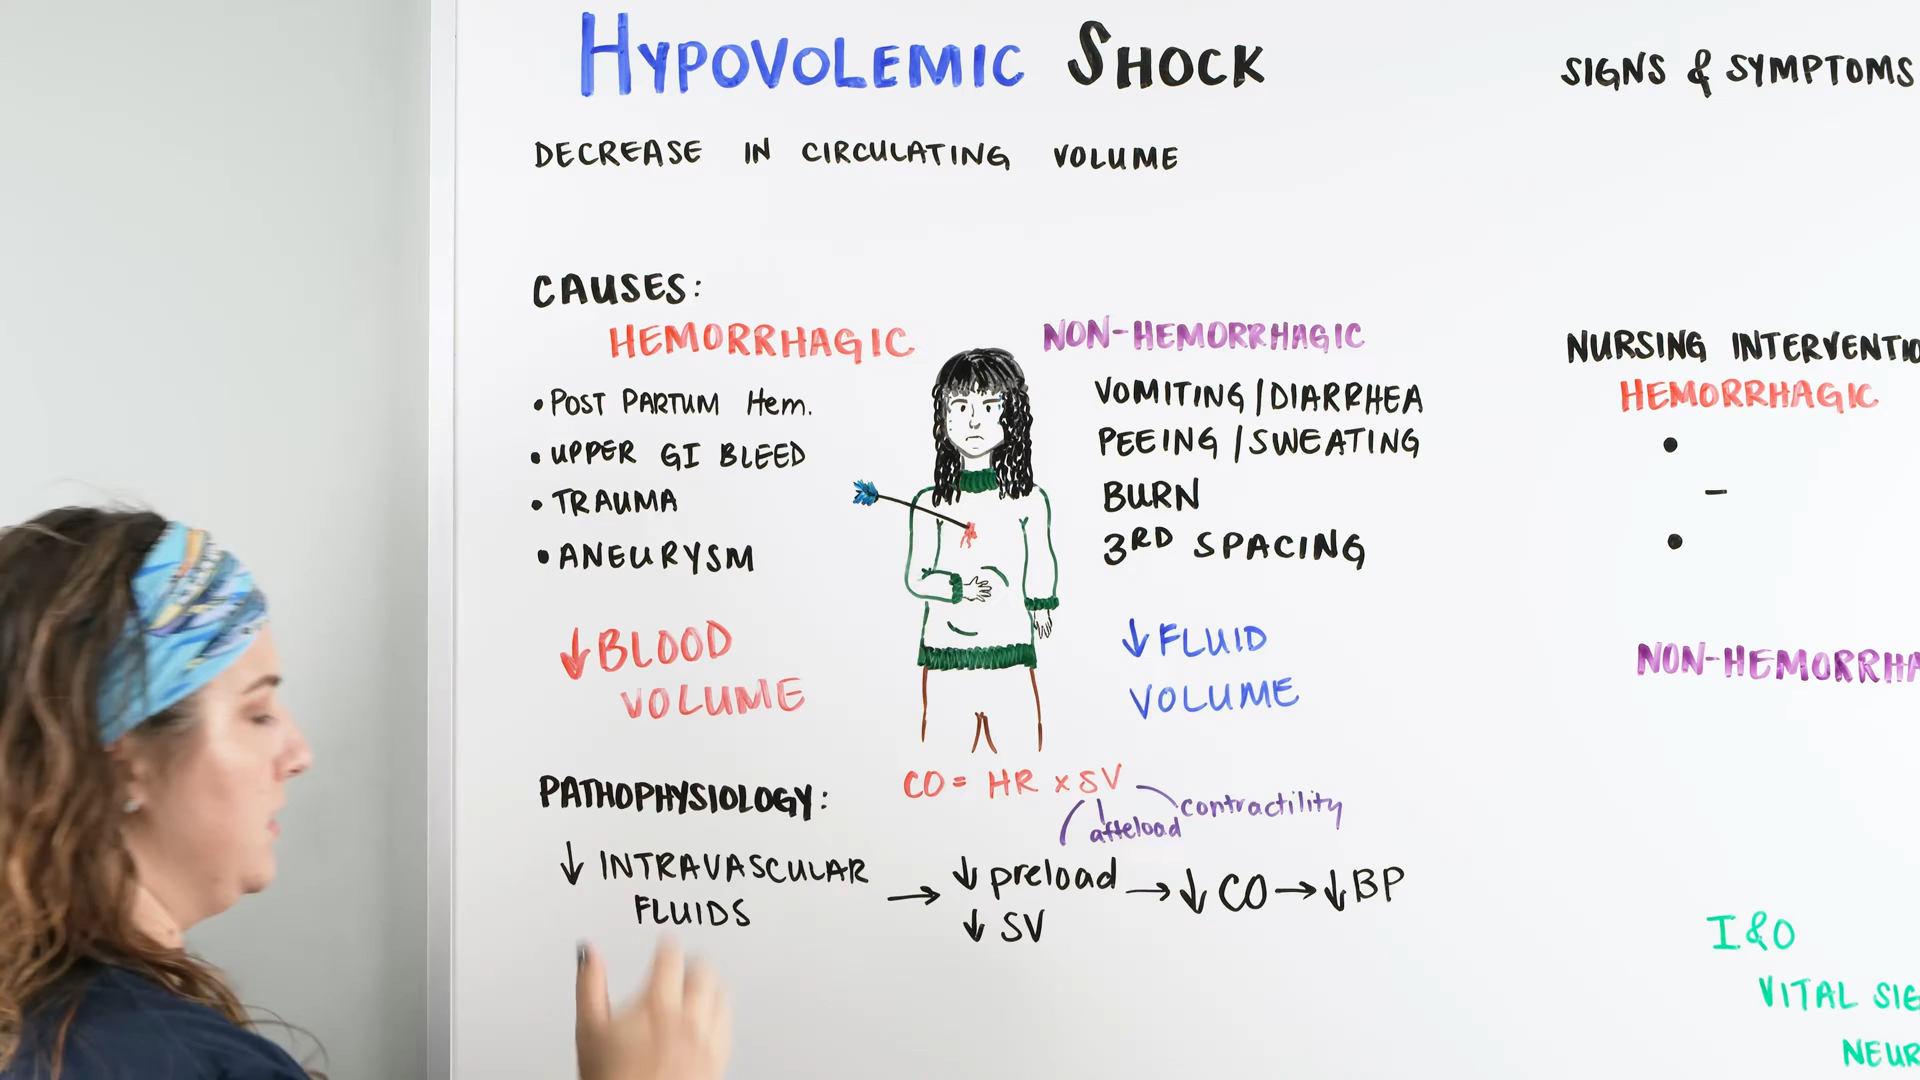 HYPOVOLEMIC SHOCK
DECREASE IN CIRCULATING VOLUME
CAUSES:
HEMORRHAGIC
• POST PARTUM Hem.
• UPPER GI BLEED
• TRAUMA
• ANEURYSM
↓ BLOOD
VOLUME
NON-HEMORRHAGIC
VOMITING/DIARRHEA
PEEING/SWEATING
BURN
3RD SPACING
↓ FLUID
VOLUME
PATHOPHYSIOLOGY:
CO = HR x SV
contractility
afteload
↓ INTRAVASCULAR
FLUIDS
→ ↓ preload → ↓ CO → ↓ BP
↓ SV
SIGNS & SYMPTOMS
NURSING INTERVENTIO
HEMORRHAGIC
•
–
•
NON-HEMORRHA
I&O
VITAL SIG
NEUR